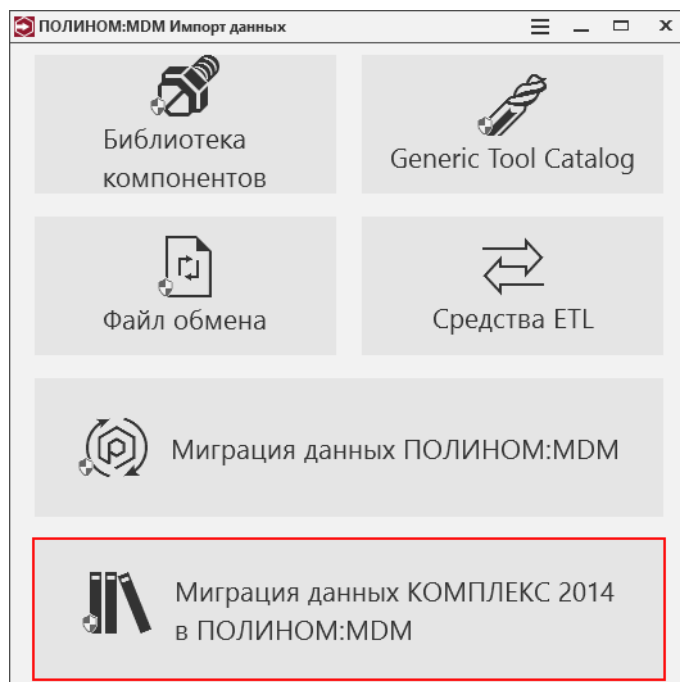 ПОЛИНОМ:MDM Импорт данных
Библиотека
компонентов
Generic Tool Catalog
Файл обмена
Средства ETL
Миграция данных ПОЛИНОМ:MDM
Миграция данных КОМПЛЕКС 2014
в ПОЛИНОМ:MDM